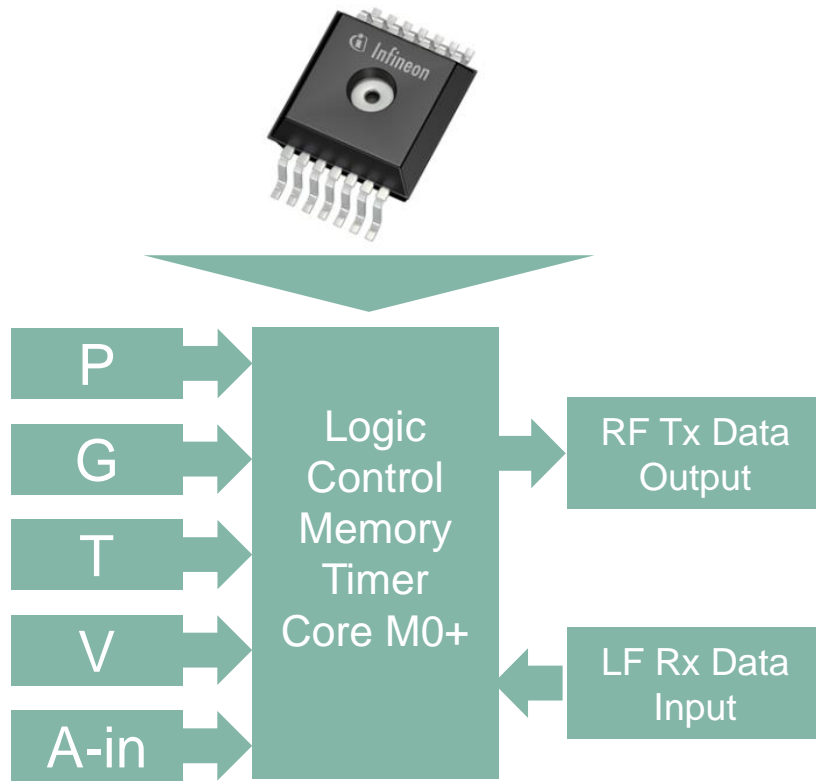 Infineon
P
G
T
V
A-in
Logic
Control
Memory
Timer
Core M0+
RF Tx Data
Output
LF Rx Data
Input